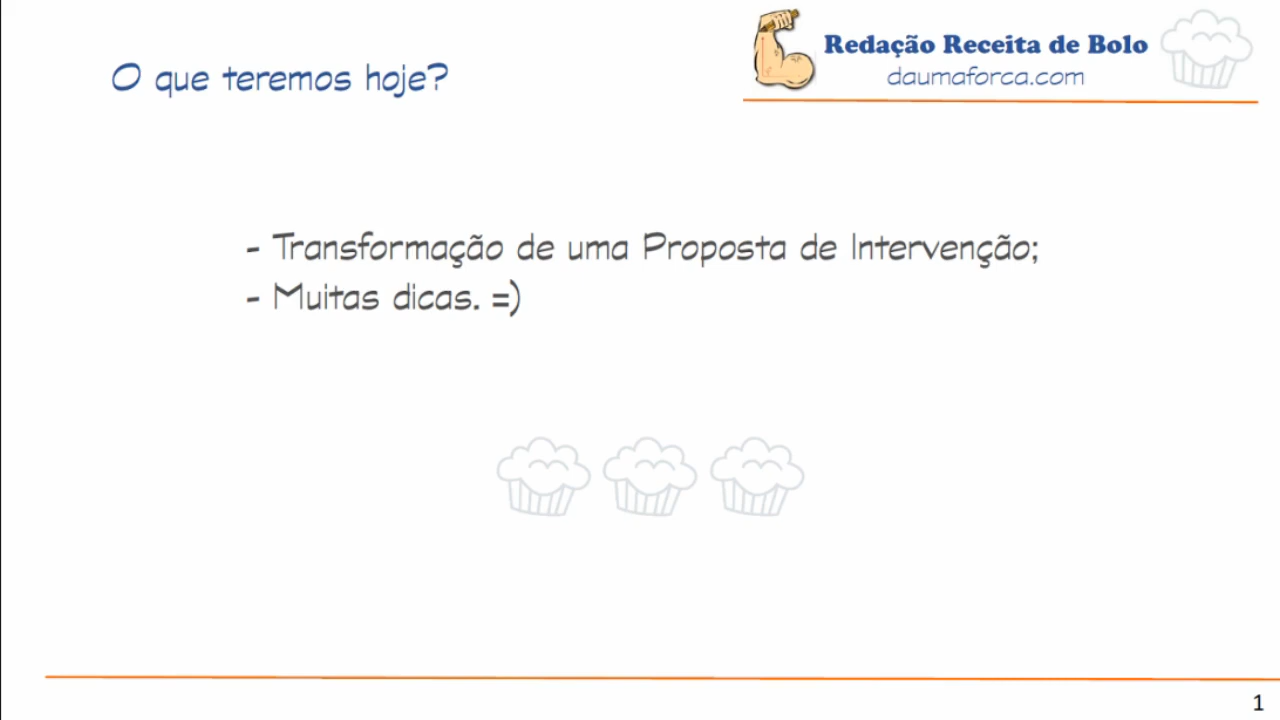 Redação Receita de Bolo
daumaforca.com
O que teremos hoje?
- Transformação de uma Proposta de Intervenção;
- Muitas dicas. =)
1